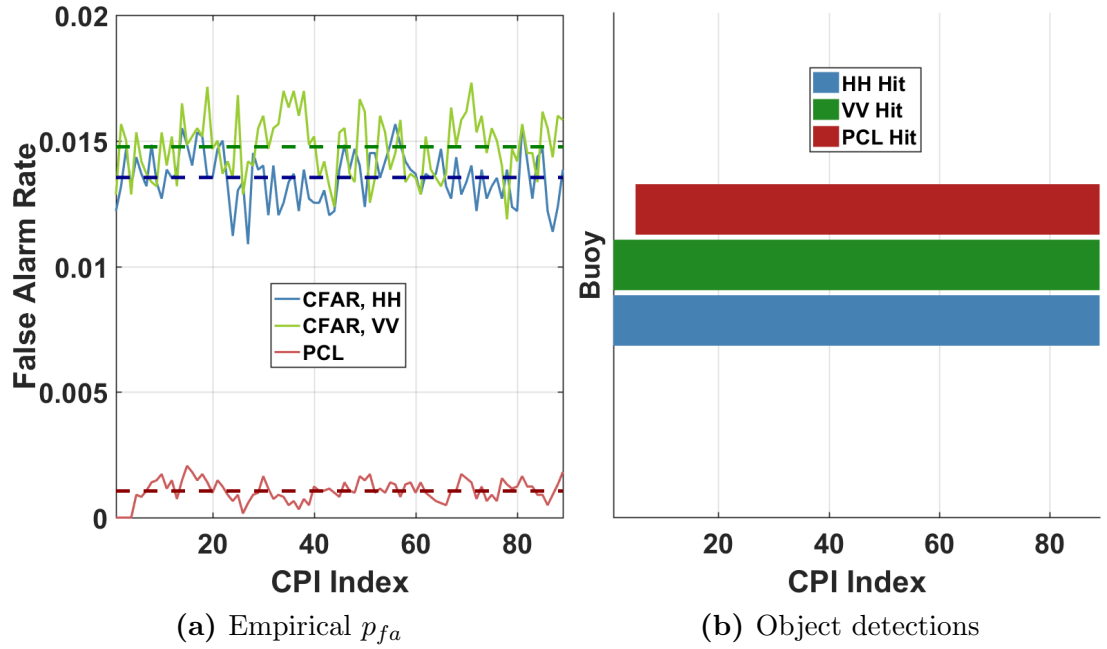 0.02
0.015
0.01
0.005
0
False Alarm Rate
CFAR, HH
CFAR, VV
PCL
20 40 60 80
CPI Index
(a) Empirical p_{fa}
HH Hit
VV Hit
PCL Hit
Buoy
20 40 60 80
CPI Index
(b) Object detections